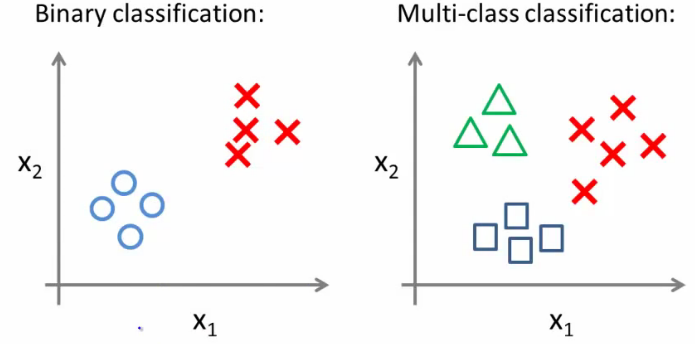 Binary classification:
Multi-class classification:
x₂
x₁
x₂
x₁